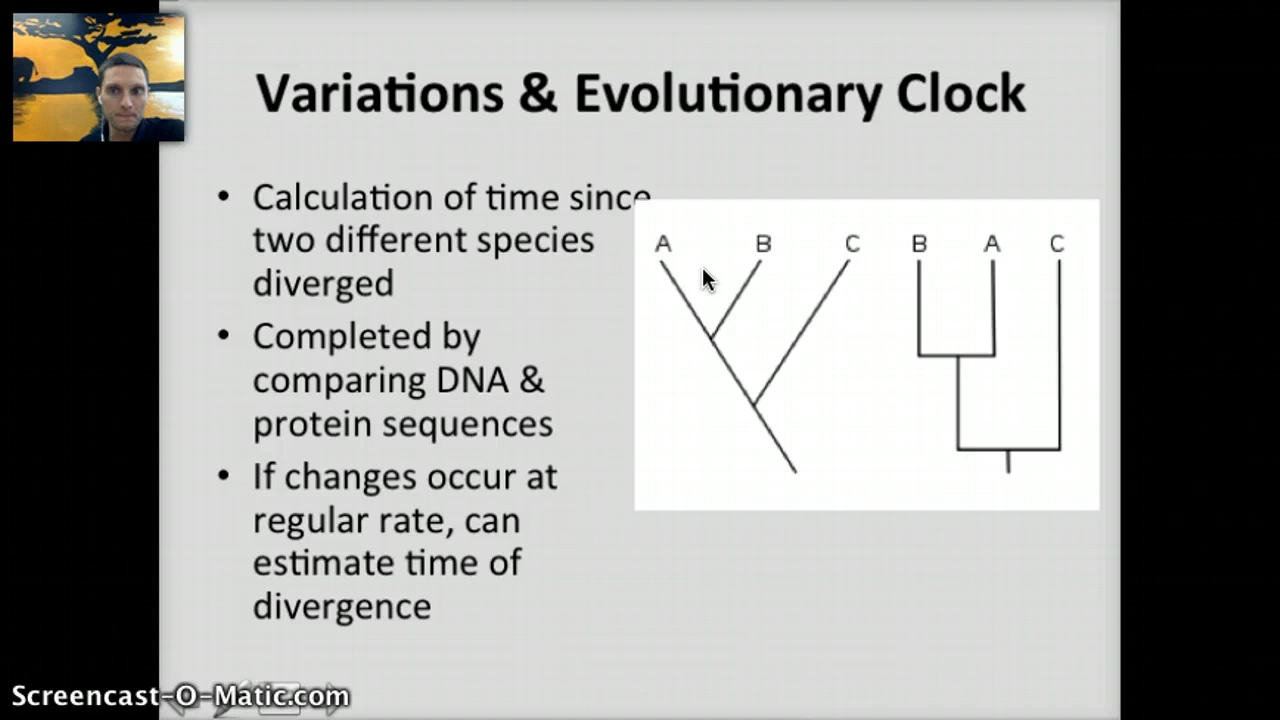 Variations & Evolutionary Clock
• Calculation of time since
two different species
diverged
• Completed by
comparing DNA &
protein sequences
• If changes occur at
regular rate, can
estimate time of
divergence
A B C B A C
Screencast-O-Matic.com